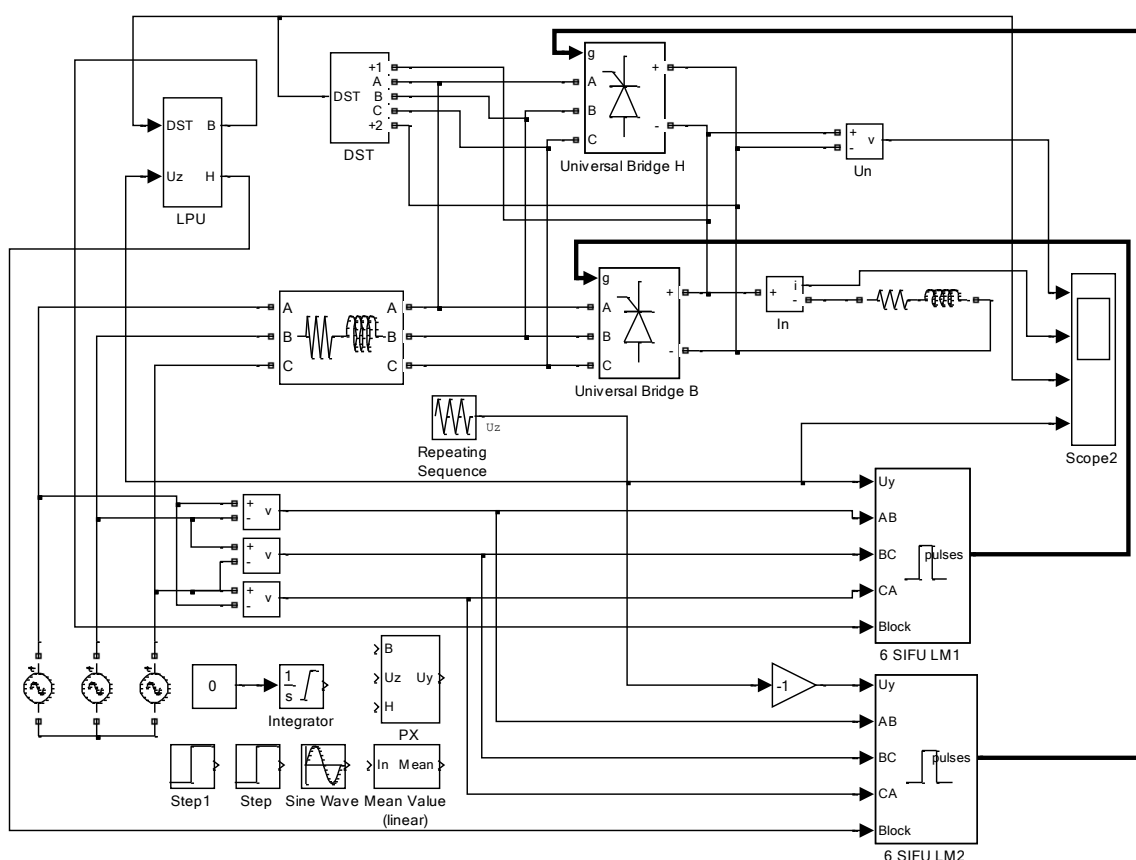 g
+1
A
B
C
+2
DST
DST
A
B
C
+
-
Universal Bridge H
DST
Uz
B
H
LPU
+
-
v
Un
g
A
B
C
+
-
Universal Bridge B
+
i
-
In
A
B
C
A
B
C
Scope2
Uz
Repeating
Sequence
+
-
v
+
-
v
+
-
v
Uy
AB
BC
CA
Block
pulses
6 SIFU LM1
0
1
s
Integrator
B
Uz
H
Uy
PX
-1
Uy
AB
BC
CA
Block
pulses
6 SIFU LM2
Step1
Step
Sine Wave
In Mean
Mean Value
(linear)